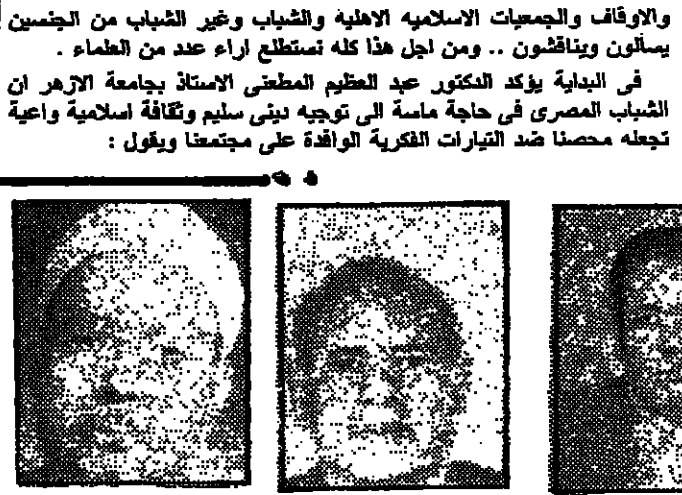 والاوقاف والجمعيات الاسلاميه الاهلية والشباب وغير الشباب من الجنسين
يسألون ويناقشون .. ومن اجل هذا كله نستطلع اراء عدد من العلماء .
فى البداية يؤكد الدكتور عبد العظيم المطعنى الاستاذ بجامعة الازهر ان
الشباب المصرى فى حاجة ماسة الى توجيه دينى سليم وثقافة اسلامية واعية
تجعله محصنا ضد التيارات الفكرية الوافدة على مجتمعنا ويقول :